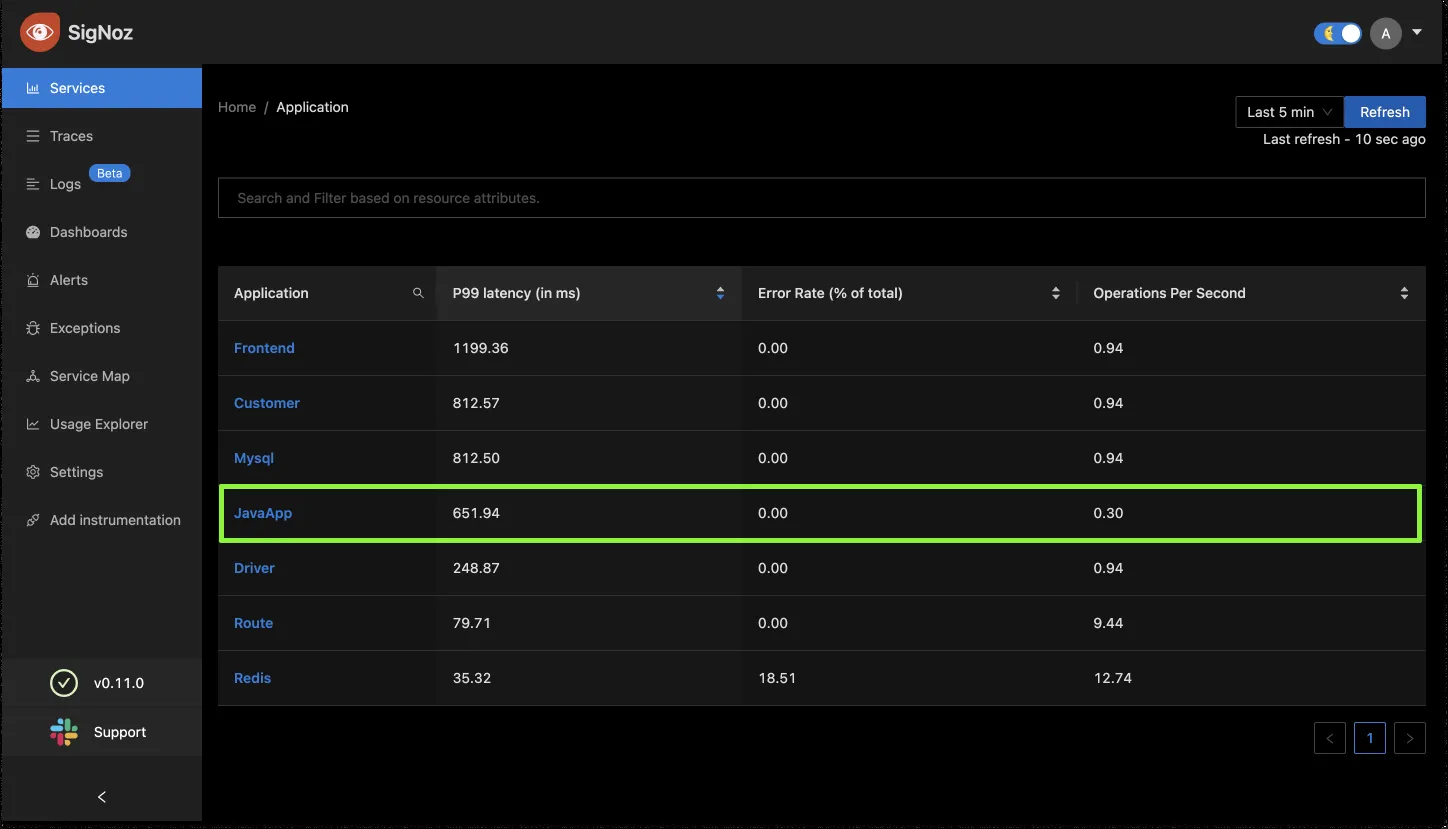 SigNoz
A
Services
Traces
Logs
Beta
Dashboards
Alerts
Exceptions
Service Map
Usage Explorer
Settings
Add instrumentation
v0.11.0
Support
Home / Application
Last 5 min
Refresh
Last refresh - 10 sec ago
Search and Filter based on resource attributes.
Application P99 latency (in ms) Error Rate (% of total) Operations Per Second
Frontend 1199.36 0.00 0.94
Customer 812.57 0.00 0.94
Mysql 812.50 0.00 0.94
JavaApp 651.94 0.00 0.30
Driver 248.87 0.00 0.94
Route 79.71 0.00 9.44
Redis 35.32 18.51 12.74
< 1 >